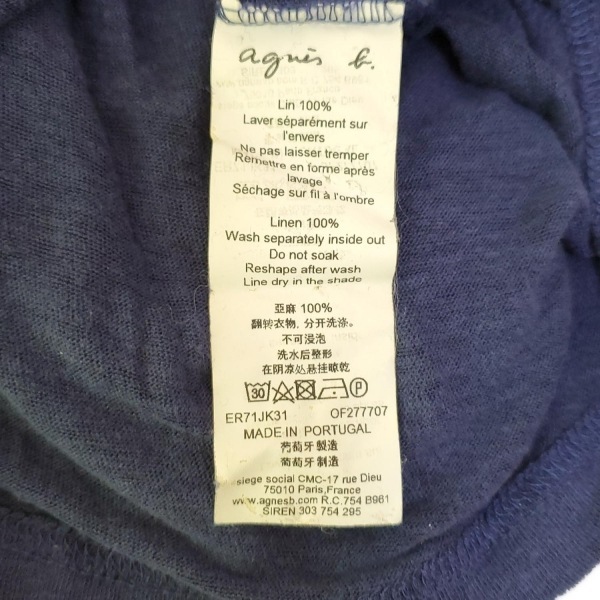 agnès b.
Lin 100%
Laver séparément sur
l'envers
Ne pas laisser tremper
Remettre en forme après
lavage
Séchage sur fil à l'ombre
Linen 100%
Wash separately inside out
Do not soak
Reshape after wash
Line dry in the shade
亞麻 100%
翻转衣物, 分开洗涤。
不可浸泡
洗水后整形
在阴凉处悬挂晾乾
30 P
ER71JK31 OF277707
MADE IN PORTUGAL
葡萄牙製造
葡萄牙制造
siege social CMC-17 rue Dieu
75010 Paris,France
www.agnesb.com R.C.754 B961
SIREN 303 754 295